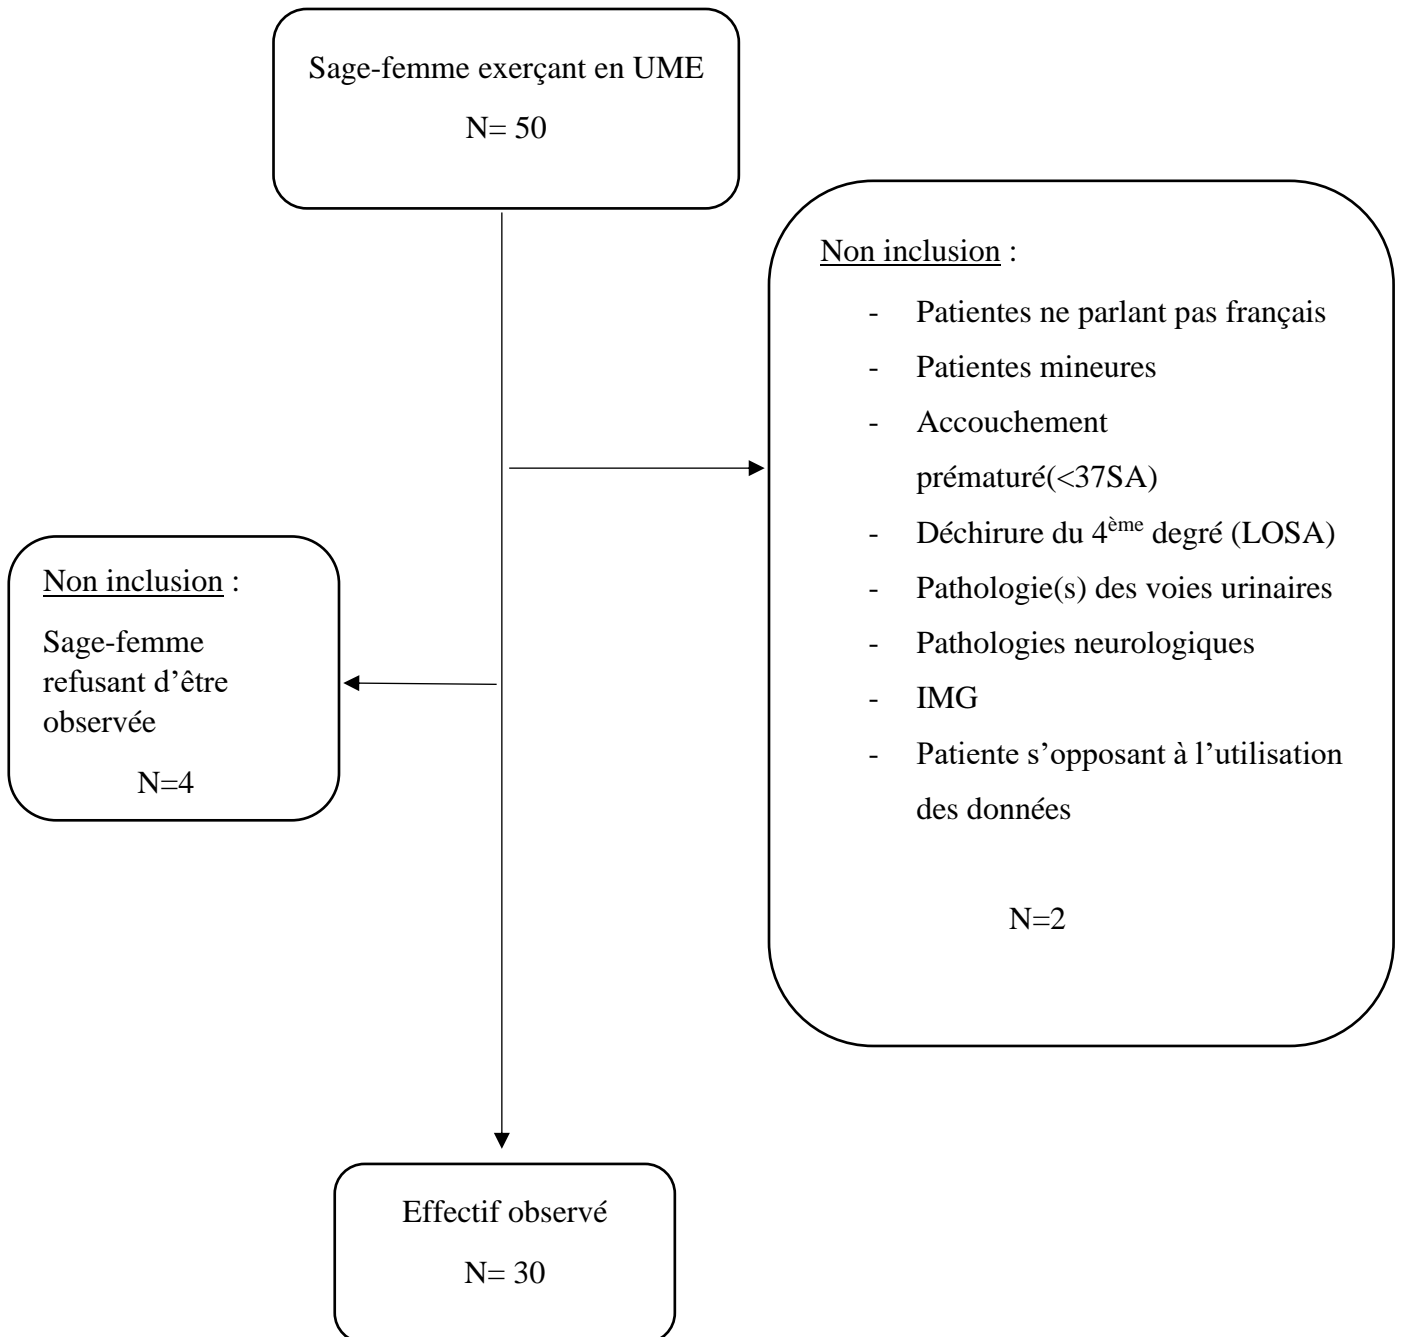 Sage-femme exerçant en UME
N= 50
Non inclusion :
- Patientes ne parlant pas français
- Patientes mineures
- Accouchement
prématuré(<37SA)
- Déchirure du 4ème degré (LOSA)
- Pathologie(s) des voies urinaires
- Pathologies neurologiques
- IMG
- Patiente s’opposant à l’utilisation
des données
N=2
Non inclusion :
Sage-femme
refusant d’être
observée
N=4
Effectif observé
N= 30